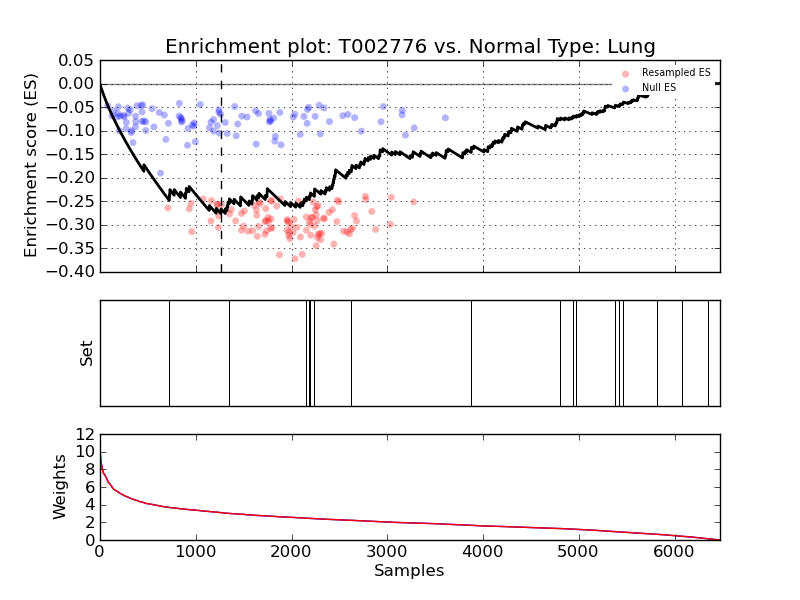 Enrichment plot: T002776 vs. Normal Type: Lung
Enrichment score (ES)
0.05
0.00
−0.05
−0.10
−0.15
−0.20
−0.25
−0.30
−0.35
−0.40
Resampled ES
Null ES
Set
Weights
12
10
8
6
4
2
0
0 1000 2000 3000 4000 5000 6000
Samples